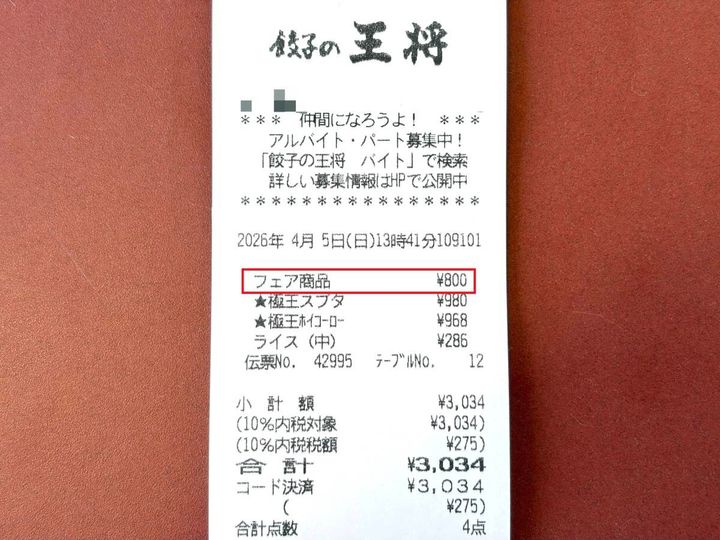 餃子の王将
*** 仲間になろうよ！ ***
アルバイト・パート募集中！
「餃子の王将　バイト」で検索
詳しい募集情報はHPで公開中
***************
2026年 4月 5日(日)13時41分109101
フェア商品 ¥800
★極王スブタ ¥980
★極王ﾎｲｺｰﾛｰ ¥968
ライス（中） ¥286
伝票No. 42995 ﾃｰﾌﾞﾙNo. 12
小計額 ¥3,034
(10%内税対象 ¥3,034)
(10%内税税額 ¥275)
合計 ¥3,034
コード決済 ¥3,034
( ¥275)
合計点数 4点